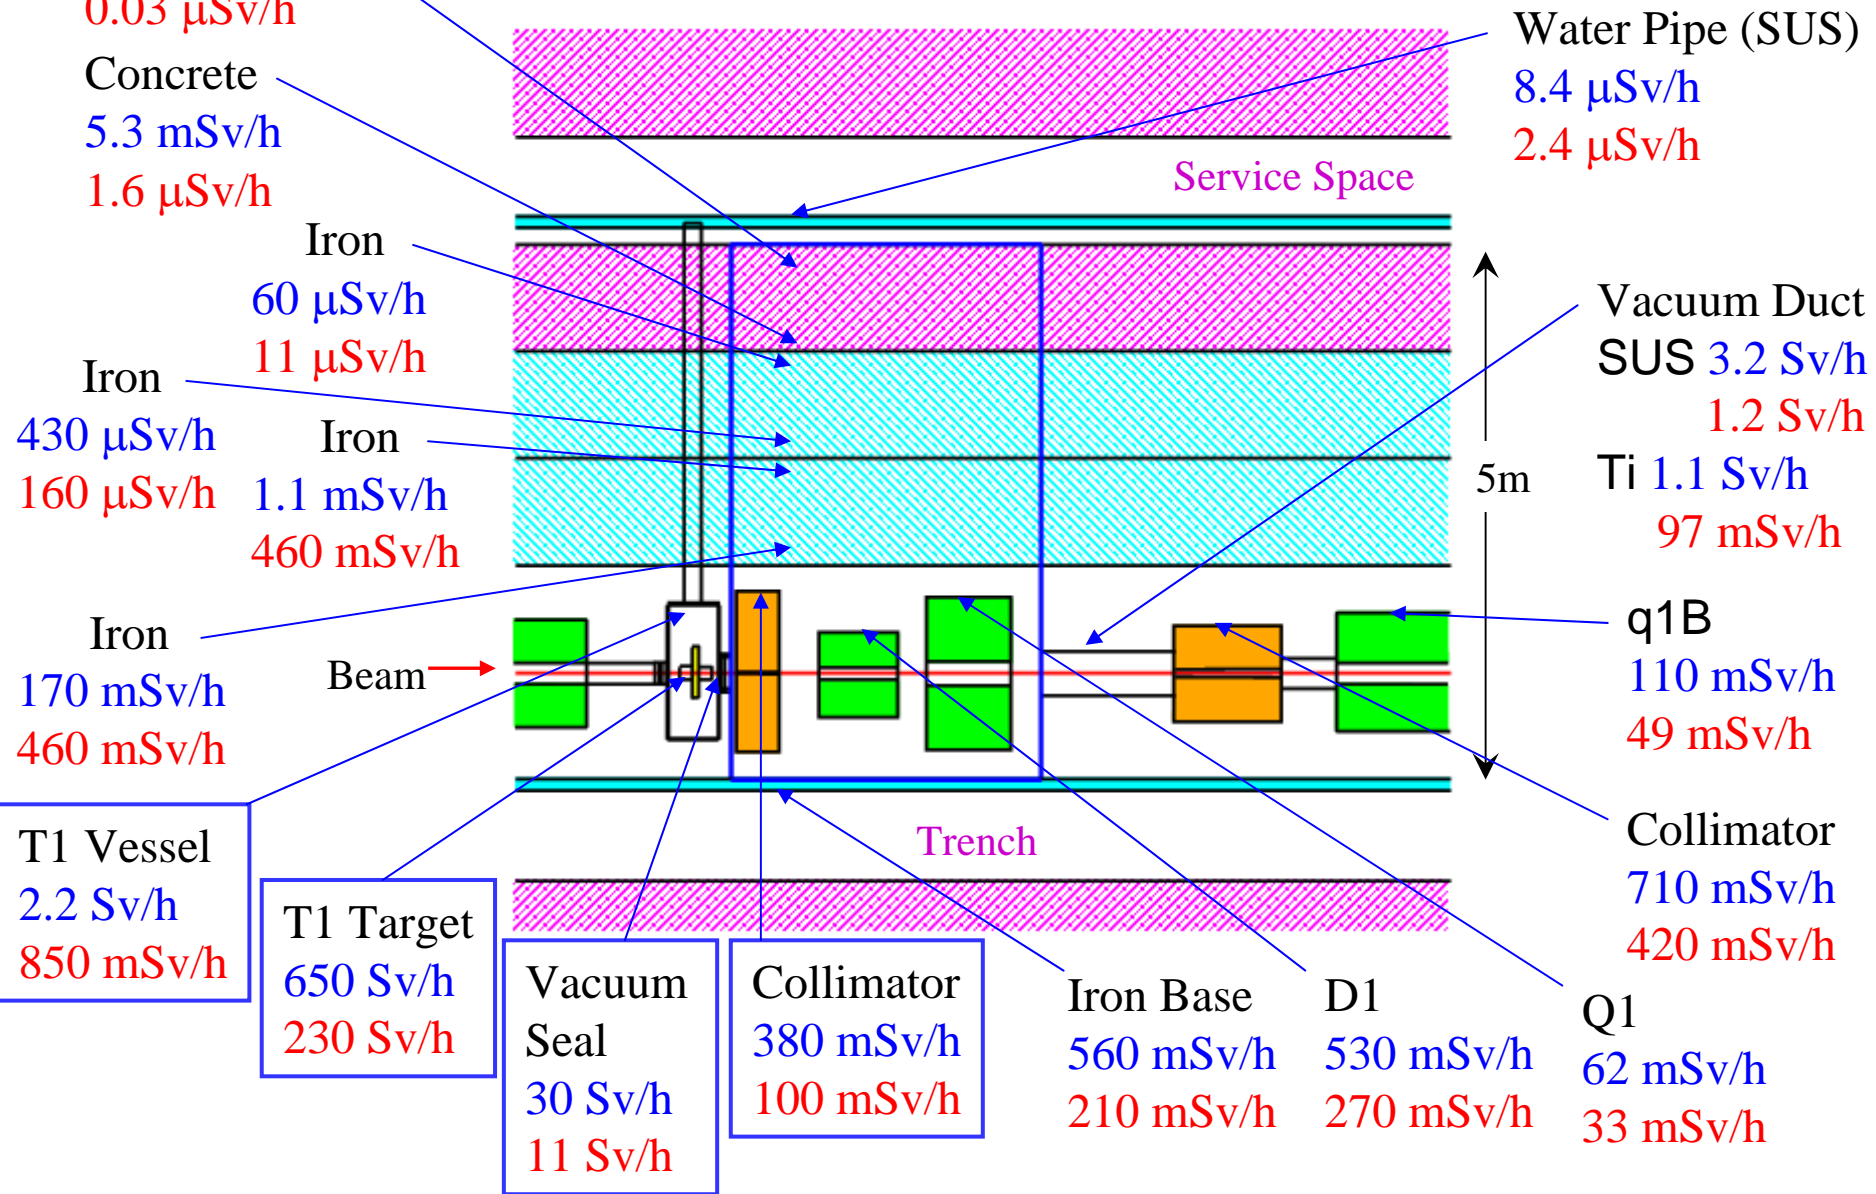 0.03 μSv/h
Concrete
5.3 mSv/h
1.6 μSv/h
Iron
60 μSv/h
11 μSv/h
Iron
430 μSv/h
160 μSv/h
Iron
1.1 mSv/h
460 mSv/h
Iron
170 mSv/h
460 mSv/h
Beam
Water Pipe (SUS)
8.4 μSv/h
2.4 μSv/h
Service Space
5m
Vacuum Duct
SUS 3.2 Sv/h
1.2 Sv/h
Ti 1.1 Sv/h
97 mSv/h
q1B
110 mSv/h
49 mSv/h
Collimator
710 mSv/h
420 mSv/h
Trench
T1 Vessel
2.2 Sv/h
850 mSv/h
T1 Target
650 Sv/h
230 Sv/h
Vacuum
Seal
30 Sv/h
11 Sv/h
Collimator
380 mSv/h
100 mSv/h
Iron Base
560 mSv/h
210 mSv/h
D1
530 mSv/h
270 mSv/h
Q1
62 mSv/h
33 mSv/h